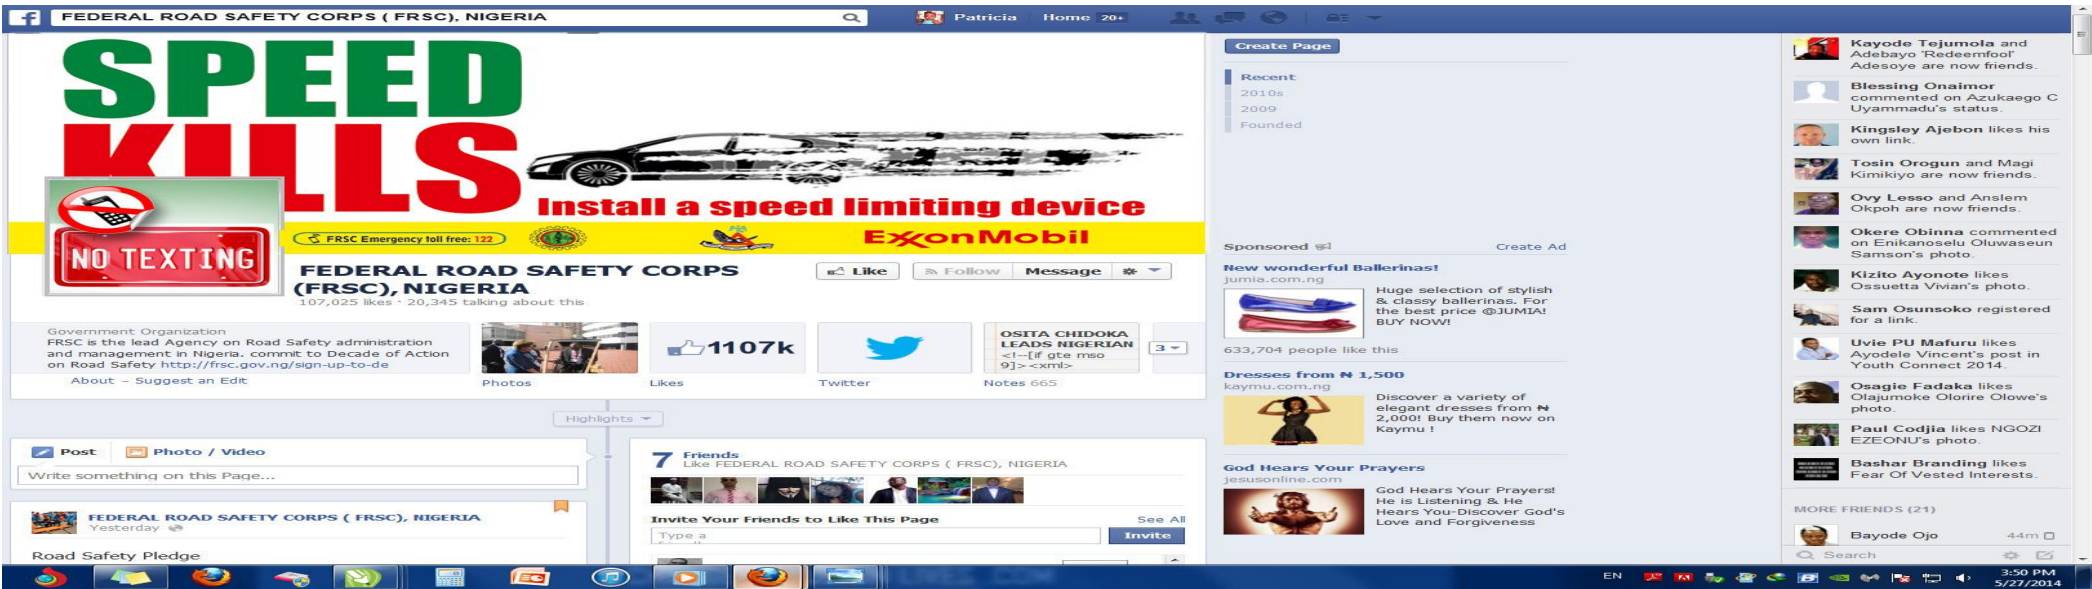 FEDERAL ROAD SAFETY CORPS ( FRSC), NIGERIA
Patricia Home 20+
SPEED
KILLS
Install a speed limiting device
NO TEXTING
FRSC Emergency toll free: 122
ExxonMobil
FEDERAL ROAD SAFETY CORPS
(FRSC), NIGERIA
107,025 likes · 20,345 talking about this
Like
Follow Message
Government Organization
FRSC is the lead Agency on Road Safety administration
and management in Nigeria. commit to Decade of Action
on Road Safety http://frsc.gov.ng/sign-up-to-de
About – Suggest an Edit
Photos
1107k
Likes
Twitter
OSITA CHIDOKA
LEADS NIGERIAN
<!--[if gte mso
9]><xml>
Notes 665
3
Highlights
Post Photo / Video
Write something on this Page...
FEDERAL ROAD SAFETY CORPS ( FRSC), NIGERIA
Yesterday
Road Safety Pledge
7 Friends
Like FEDERAL ROAD SAFETY CORPS ( FRSC), NIGERIA
Invite Your Friends to Like This Page See All
Type a
Invite
Create Page
Recent
2010s
2009
Founded
Sponsored Create Ad
New wonderful Ballerinas!
jumia.com.ng
Huge selection of stylish
& classy ballerinas. For
the best price @JUMIA!
BUY NOW!
633,704 people like this
Dresses from ₦ 1,500
kaymu.com.ng
Discover a variety of
elegant dresses from ₦
2,000! Buy them now on
Kaymu !
God Hears Your Prayers
jesusonline.com
God Hears Your Prayers!
He is Listening & He
Hears You-Discover God's
Love and Forgiveness
Kayode Tejumola and
Adebayo 'Redeemfool'
Adesoye are now friends.
Blessing Onaimor
commented on Azukaego C
Uyammadu's status.
Kingsley Ajebon likes his
own link.
Tosin Orogun and Magi
Kimikiyo are now friends.
Ovy Lesso and Anslem
Okpoh are now friends.
Okere Obinna commented
on Enikanoselu Oluwaseun
Samson's photo.
Kizito Ayonote likes
Ossuetta Vivian's photo.
Sam Osunsoko registered
for a link.
Uvie PU Mafuru likes
Ayodele Vincent's post in
Youth Connect 2014.
Osagie Fadaka likes
Olajumoke Olorire Olowe's
photo.
Paul Codjia likes NGOZI
EZEONU's photo.
Bashar Branding likes
Fear Of Vested Interests.
MORE FRIENDS (21)
Bayode Ojo 44m
Search
EN
3:50 PM
5/27/2014